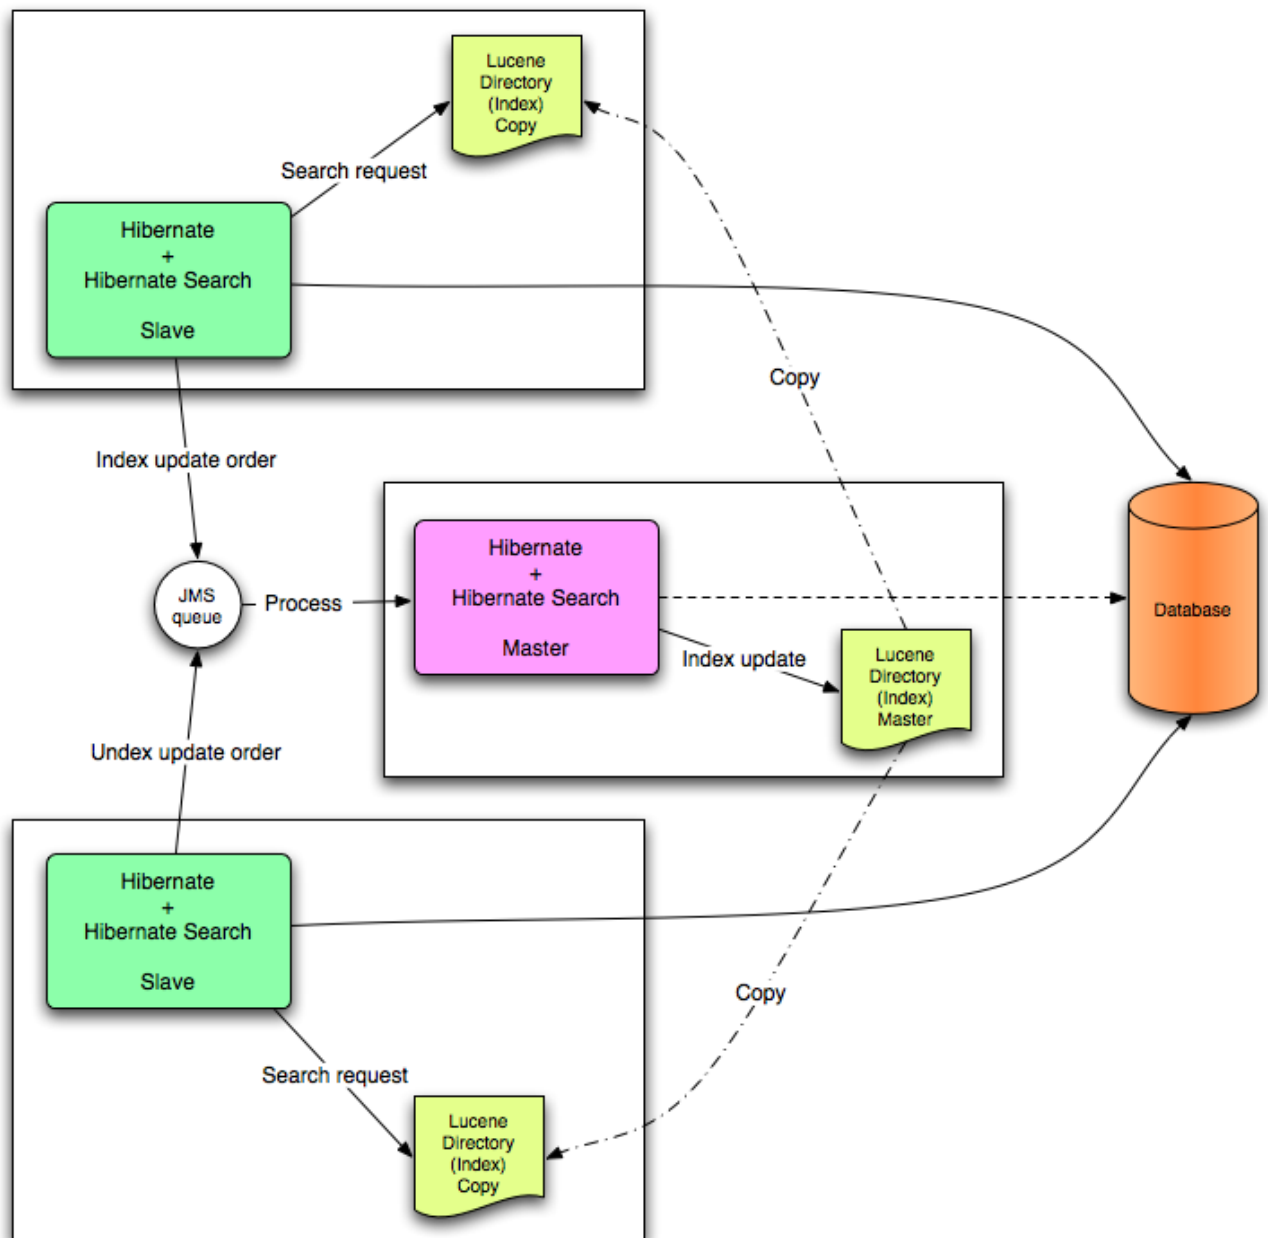 Lucene
Directory
(Index)
Copy
Search request
Hibernate
+
Hibernate Search
Slave
Copy
Index update order
Hibernate
+
Hibernate Search
Master
JMS
queue
Process
Database
Index update
Lucene
Directory
(Index)
Master
Undex update order
Hibernate
+
Hibernate Search
Slave
Copy
Search request
Lucene
Directory
(Index)
Copy